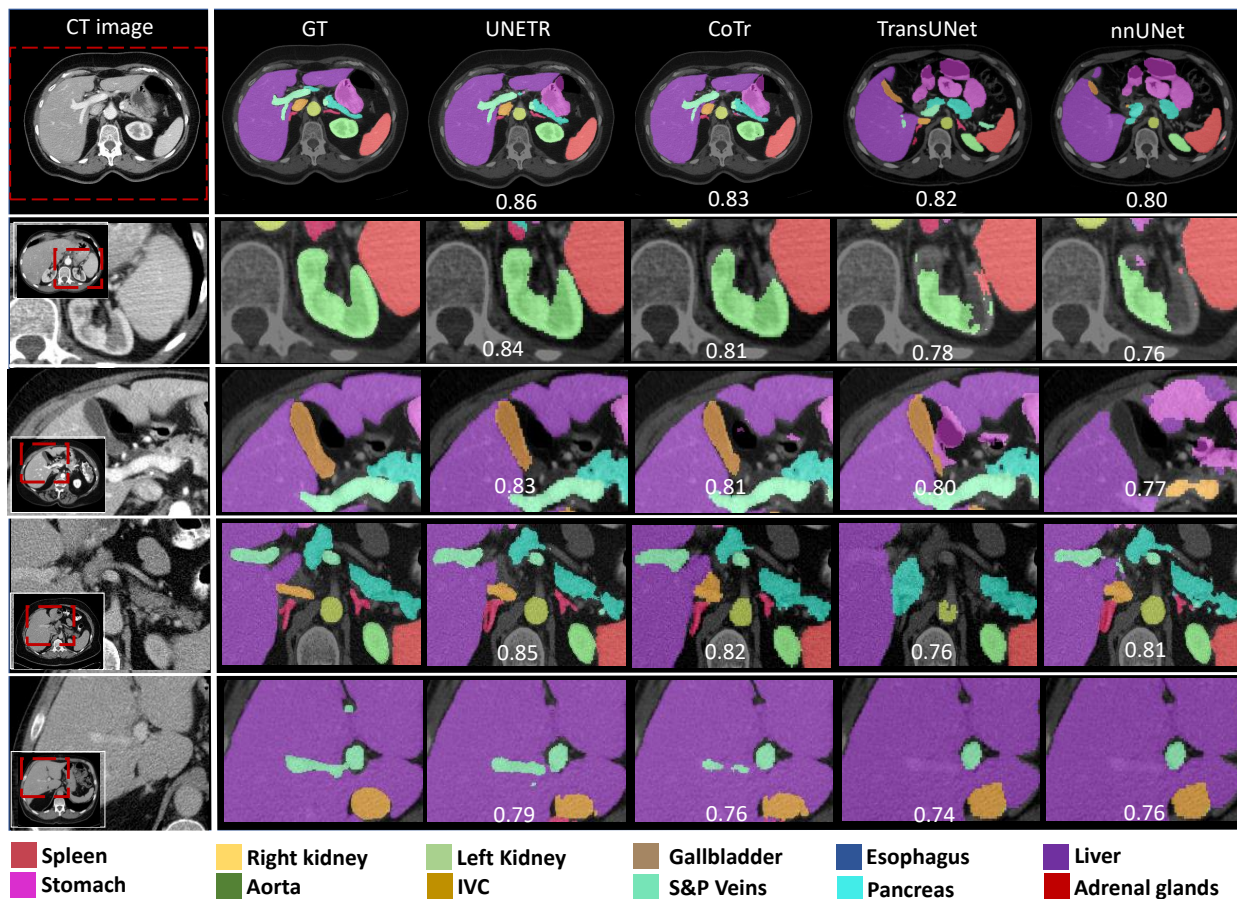 CT image GT UNETR CoTr TransUNet nnUNet
0.86 0.83 0.82 0.80
0.84 0.81 0.78 0.76
0.83 0.81 0.80 0.77
0.85 0.82 0.76 0.81
0.79 0.76 0.74 0.76
Spleen Right kidney Left Kidney Gallbladder Esophagus Liver
Stomach Aorta IVC S&P Veins Pancreas Adrenal glands